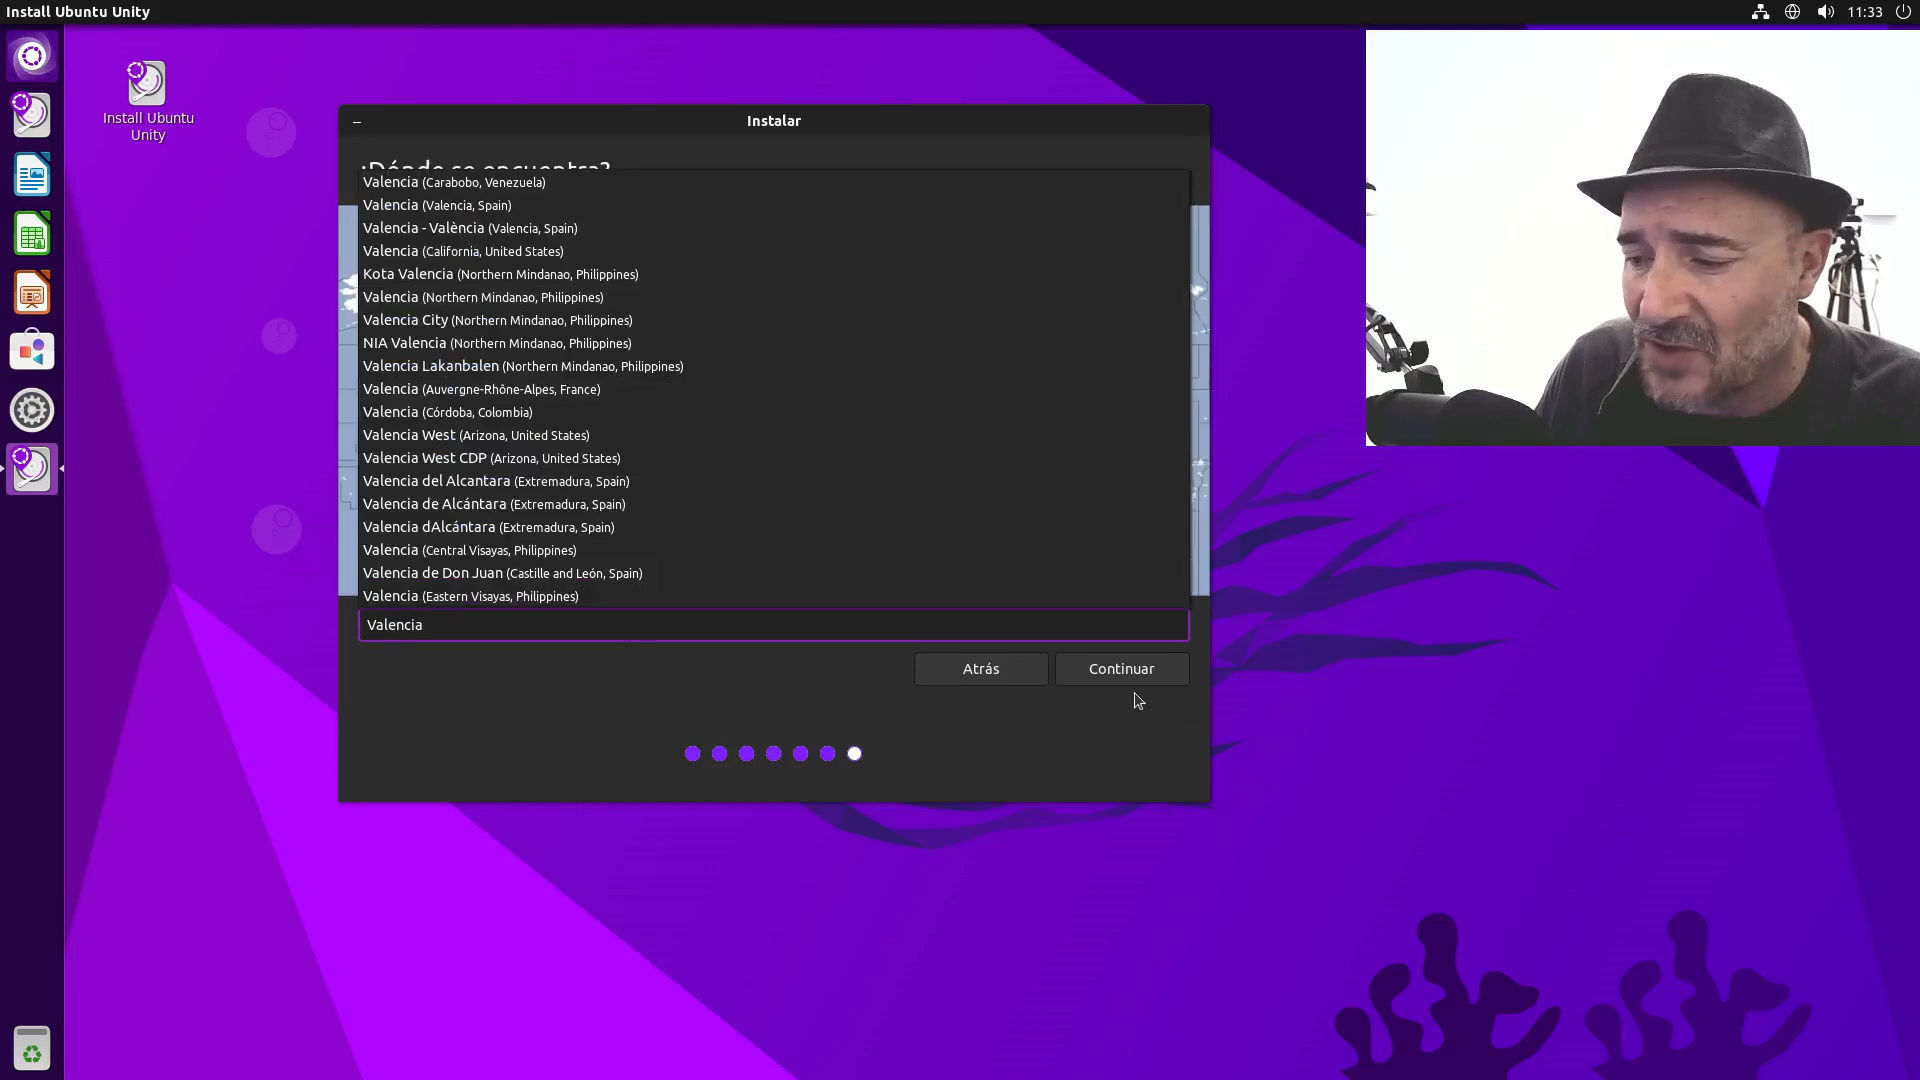 Install Ubuntu Unity
11:33
Install Ubuntu
Unity
Instalar
¿Dónde se encuentra?
Valencia (Carabobo, Venezuela)
Valencia (Valencia, Spain)
Valencia - València (Valencia, Spain)
Valencia (California, United States)
Kota Valencia (Northern Mindanao, Philippines)
Valencia (Northern Mindanao, Philippines)
Valencia City (Northern Mindanao, Philippines)
NIA Valencia (Northern Mindanao, Philippines)
Valencia Lakanbalen (Northern Mindanao, Philippines)
Valencia (Auvergne-Rhône-Alpes, France)
Valencia (Córdoba, Colombia)
Valencia West (Arizona, United States)
Valencia West CDP (Arizona, United States)
Valencia del Alcantara (Extremadura, Spain)
Valencia de Alcántara (Extremadura, Spain)
Valencia dAlcántara (Extremadura, Spain)
Valencia (Central Visayas, Philippines)
Valencia de Don Juan (Castille and León, Spain)
Valencia (Eastern Visayas, Philippines)
Valencia
Atrás
Continuar